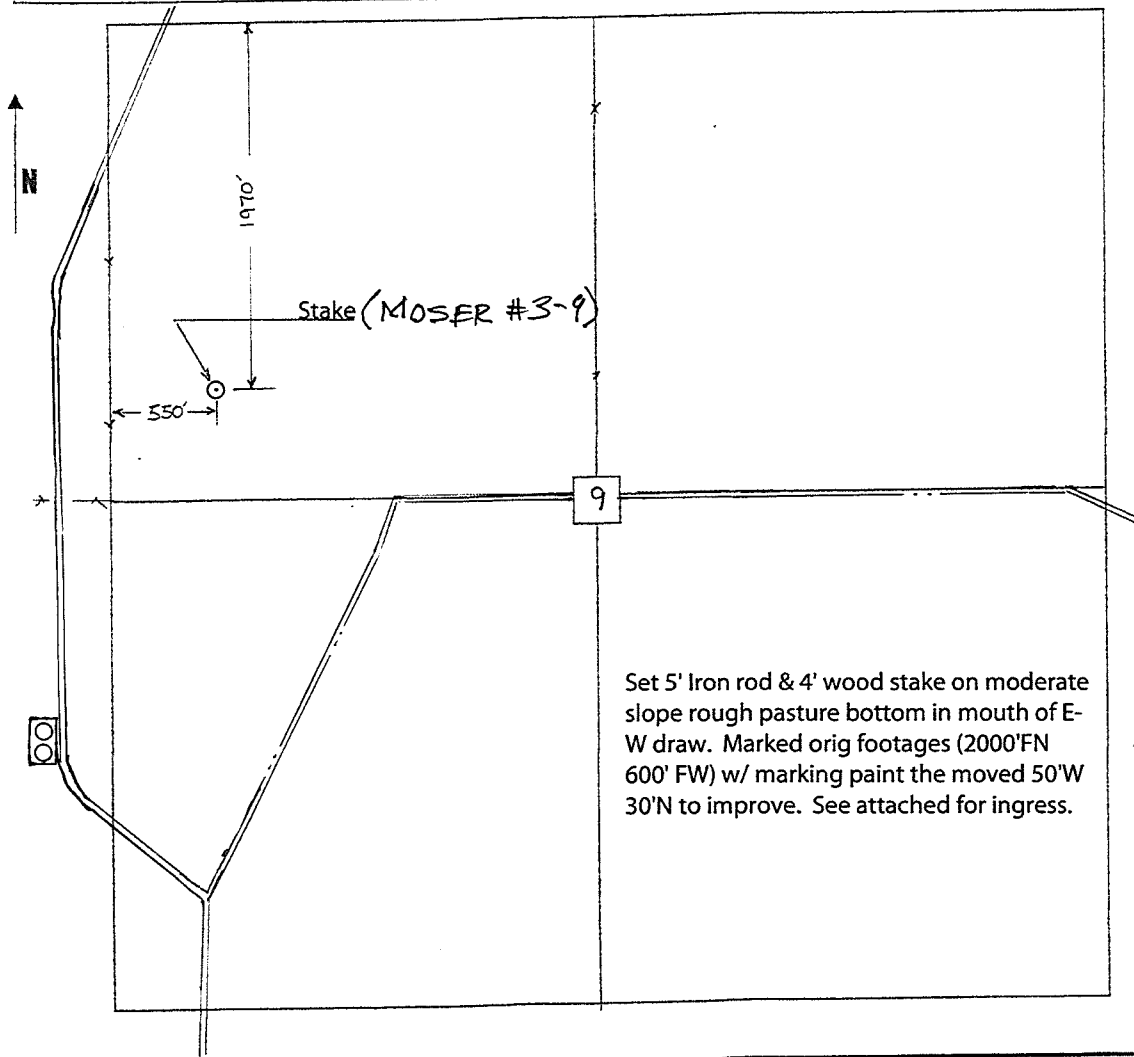 N
1970'
Stake (MOSER #3-9)
550'
9
Set 5' Iron rod & 4' wood stake on moderate
slope rough pasture bottom in mouth of E-
W draw. Marked orig footages (2000'FN
600' FW) w/ marking paint the moved 50'W
30'N to improve. See attached for ingress.